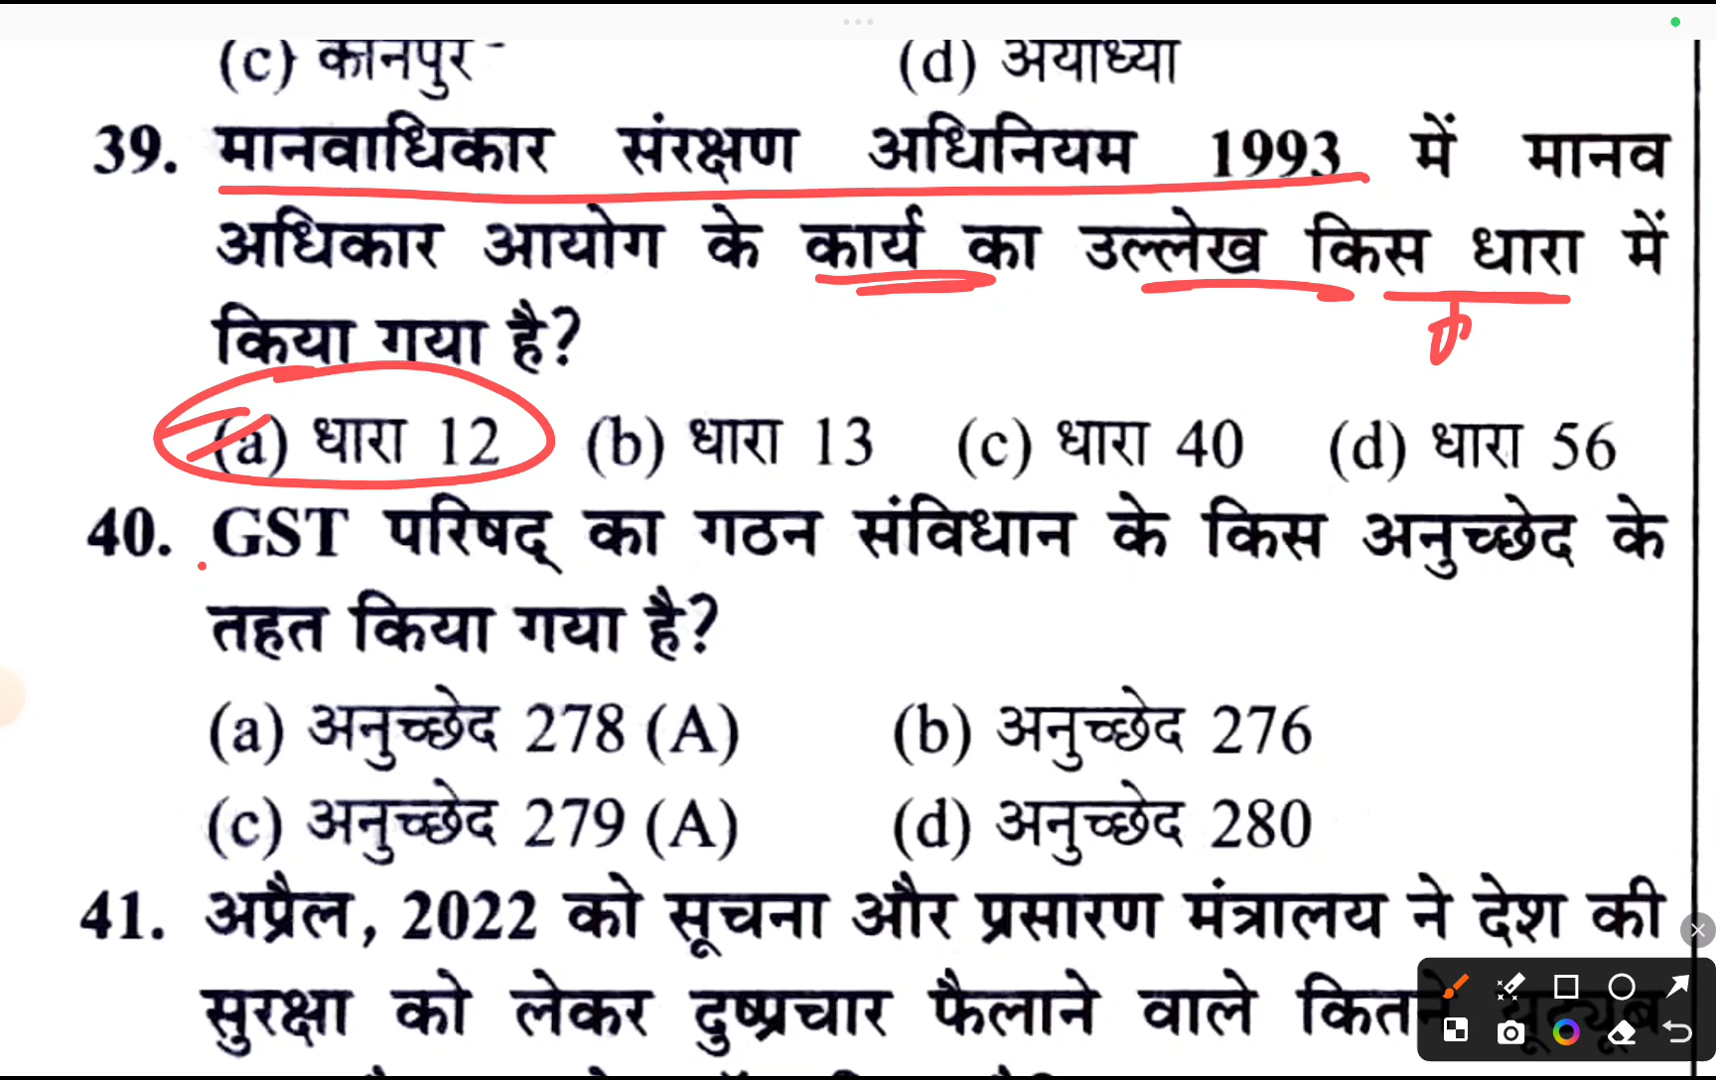 (c) कानपुर (d) अयोध्या
39. मानवाधिकार संरक्षण अधिनियम 1993 में मानव
अधिकार आयोग के कार्य का उल्लेख किस धारा में
किया गया है?
(a) धारा 12 (b) धारा 13 (c) धारा 40 (d) धारा 56
40. GST परिषद् का गठन संविधान के किस अनुच्छेद के
तहत किया गया है?
(a) अनुच्छेद 278 (A) (b) अनुच्छेद 276
(c) अनुच्छेद 279 (A) (d) अनुच्छेद 280
41. अप्रैल, 2022 को सूचना और प्रसारण मंत्रालय ने देश की
सुरक्षा को लेकर दुष्प्रचार फैलाने वाले कितने यूट्यूब